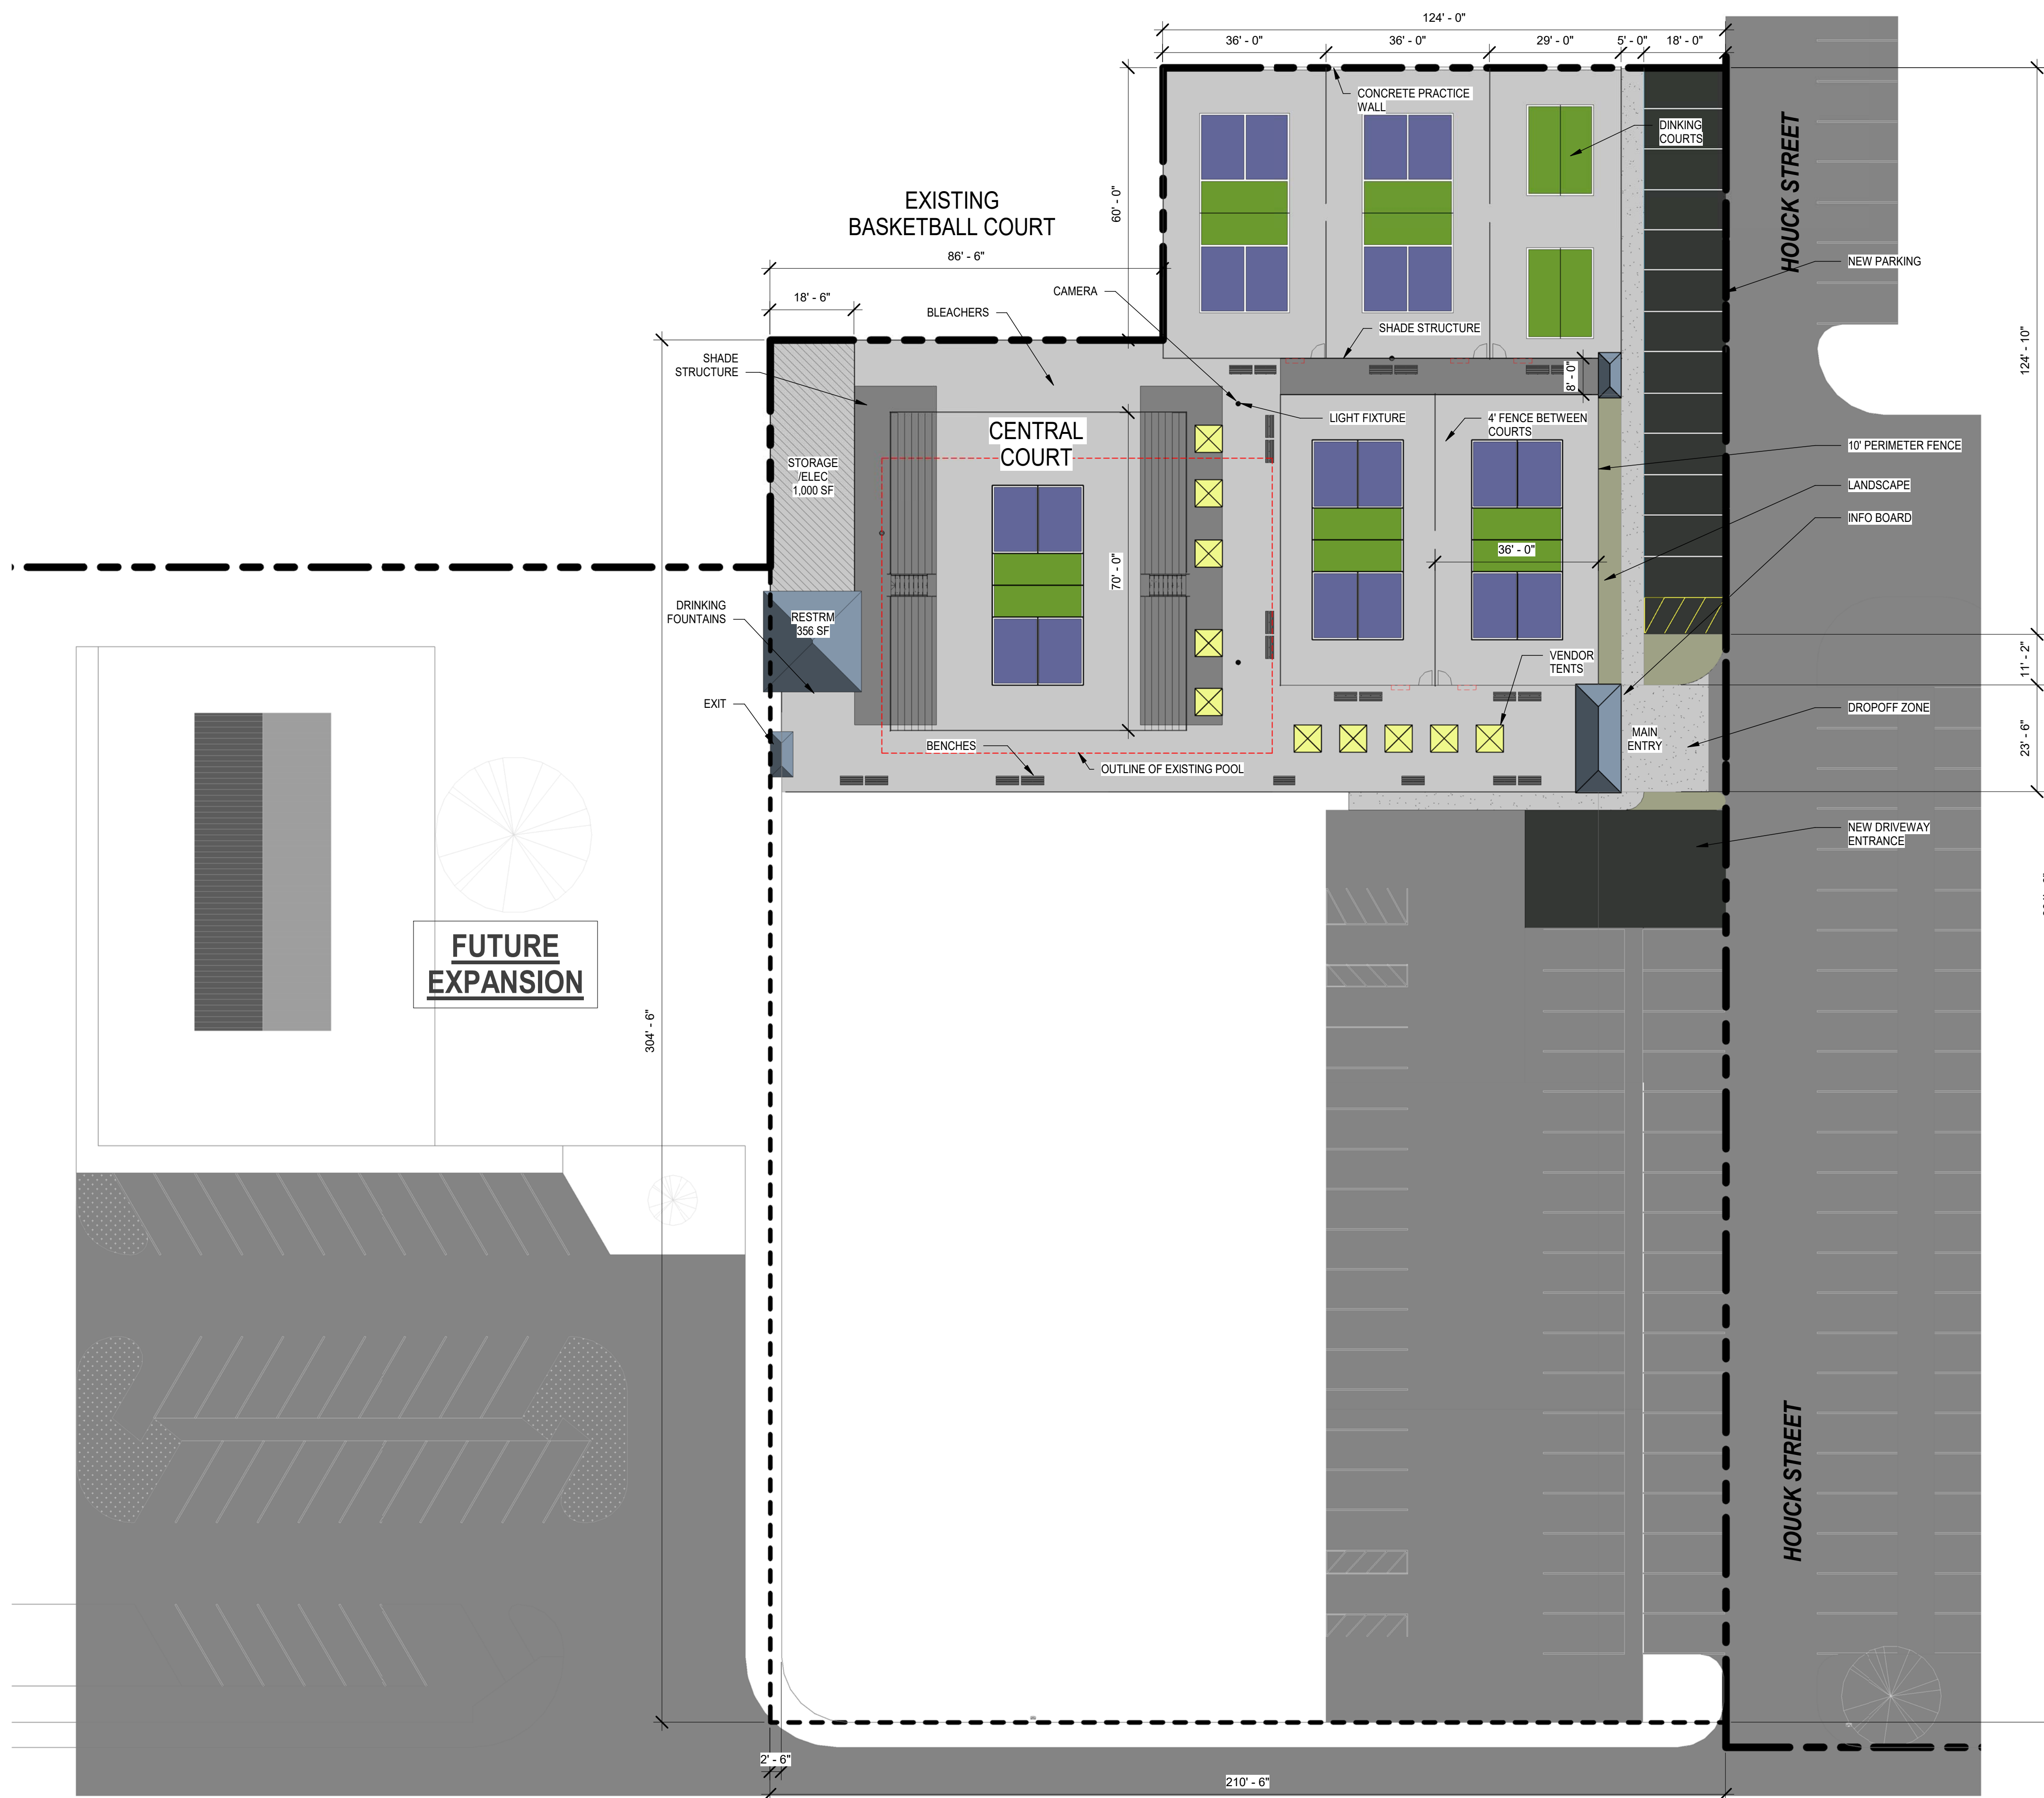 124' - 0"
36' - 0"
36' - 0"
29' - 0"
5' - 0"
18' - 0"
CONCRETE PRACTICE
WALL
DINKING
COURTS
HOUCK STREET
60' - 0"
EXISTING
BASKETBALL COURT
86' - 6"
NEW PARKING
CAMERA
18' - 6"
BLEACHERS
SHADE STRUCTURE
124' - 10"
SHADE
STRUCTURE
8' - 0"
LIGHT FIXTURE
4' FENCE BETWEEN
COURTS
CENTRAL
COURT
10' PERIMETER FENCE
STORAGE
/ELEC
1,000 SF
LANDSCAPE
INFO BOARD
36' - 0"
70' - 0"
DRINKING
FOUNTAINS
RESTRM
356 SF
VENDOR
TENTS
11' - 2"
EXIT
DROPOFF ZONE
MAIN
ENTRY
23' - 6"
BENCHES
OUTLINE OF EXISTING POOL
NEW DRIVEWAY
ENTRANCE
FUTURE
EXPANSION
304' - 6"
HOUCK STREET
2' - 6"
210' - 6"